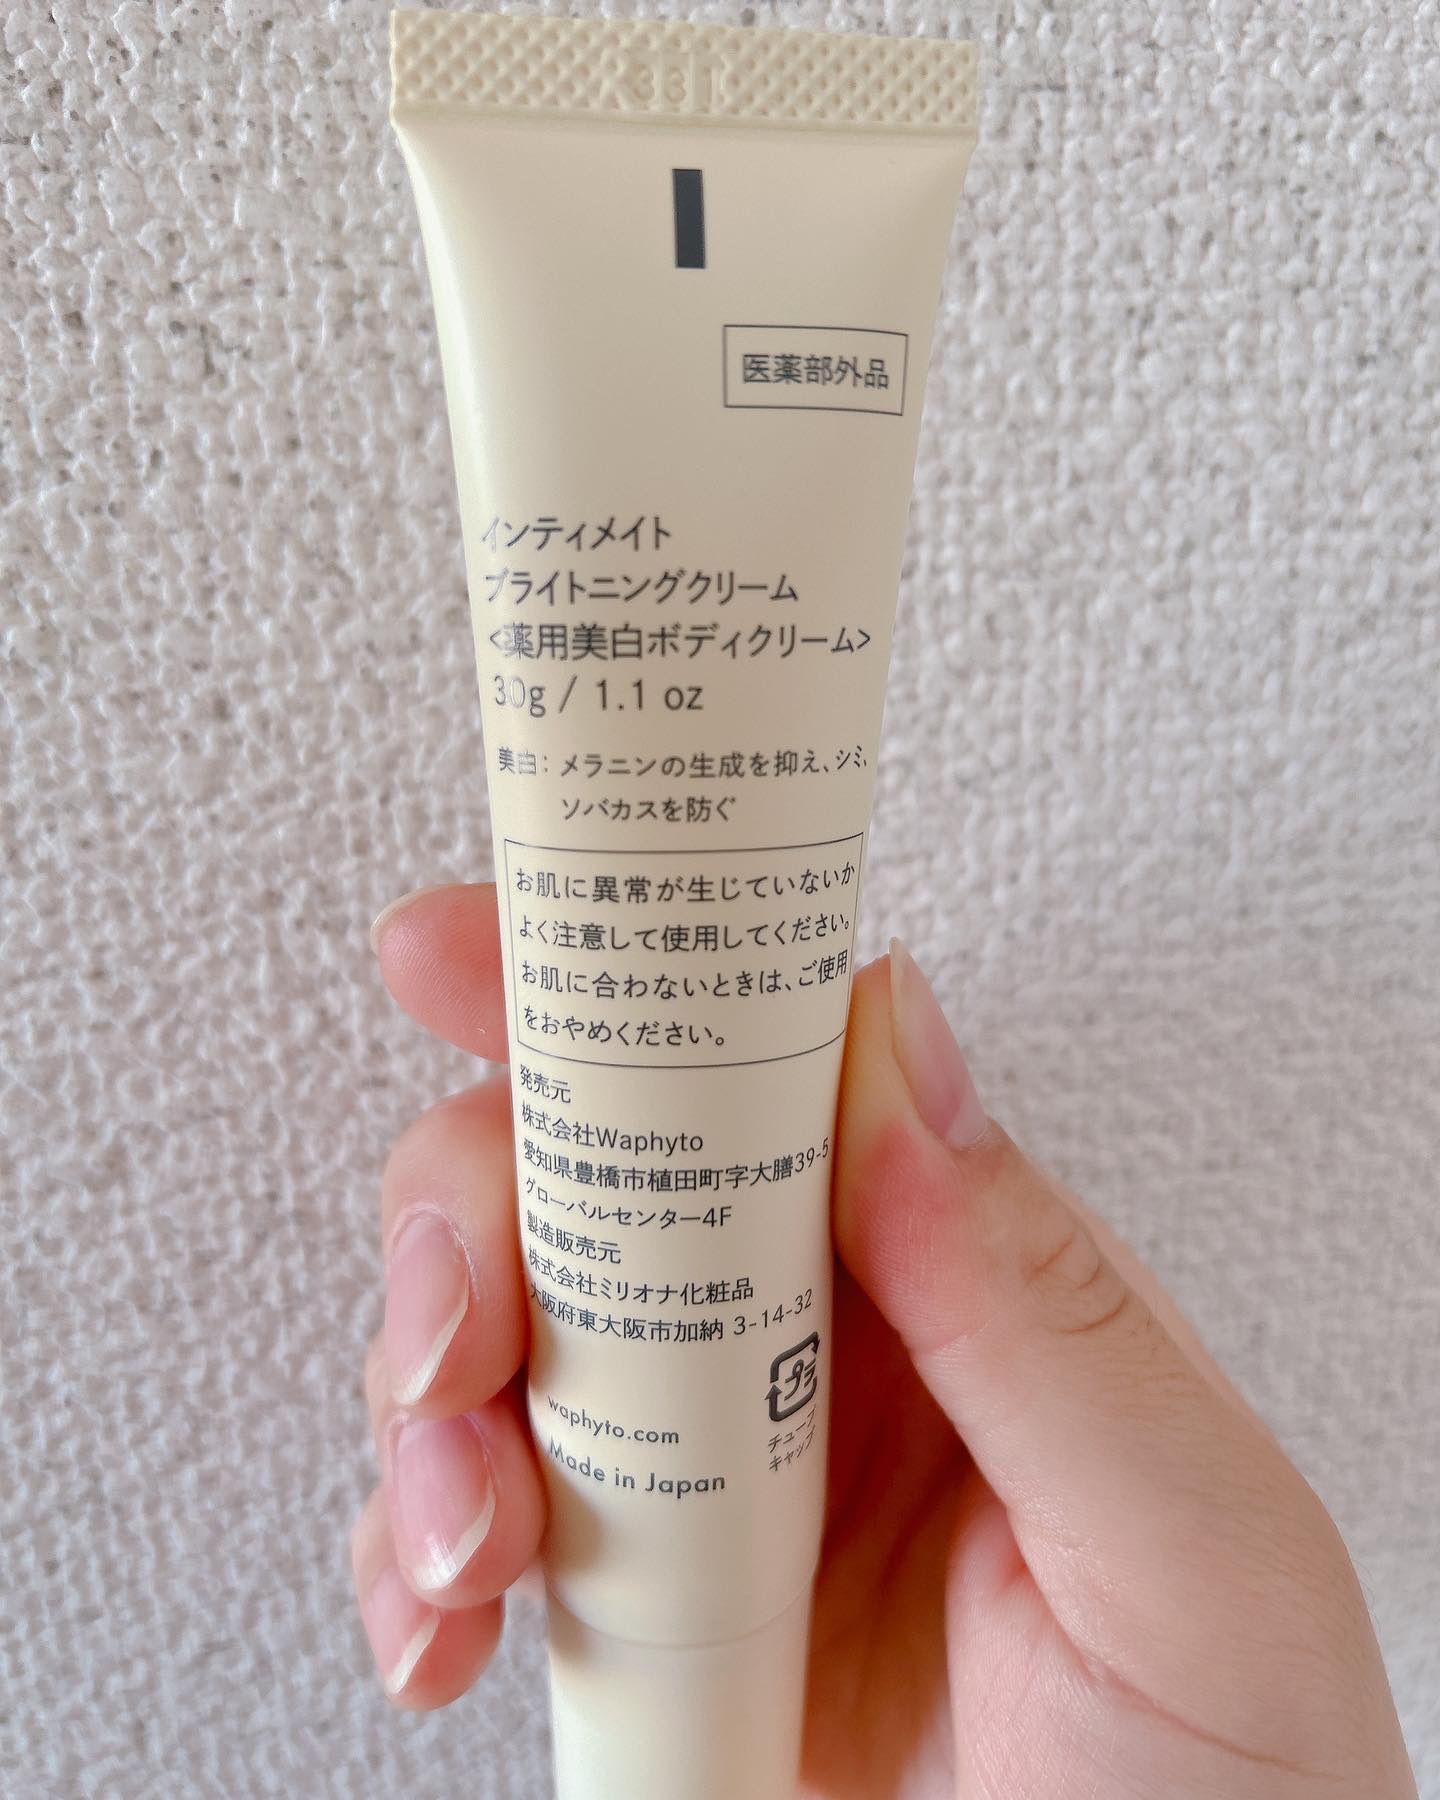 医薬部外品
インティメイト
ブライトニングクリーム
<薬用美白ボディクリーム>
30g / 1.1 oz
美白：メラニンの生成を抑え、シミ、
ソバカスを防ぐ
お肌に異常が生じていないか
よく注意して使用してください。
お肌に合わないときは、ご使用
をおやめください。
発売元
株式会社Waphyto
愛知県豊橋市植田町字大膳39-5
グローバルセンター4F
製造販売元
株式会社ミリオナ化粧品
大阪府東大阪市加納 3-14-32
プラ
チューブ
キャップ
waphyto.com
Made in Japan